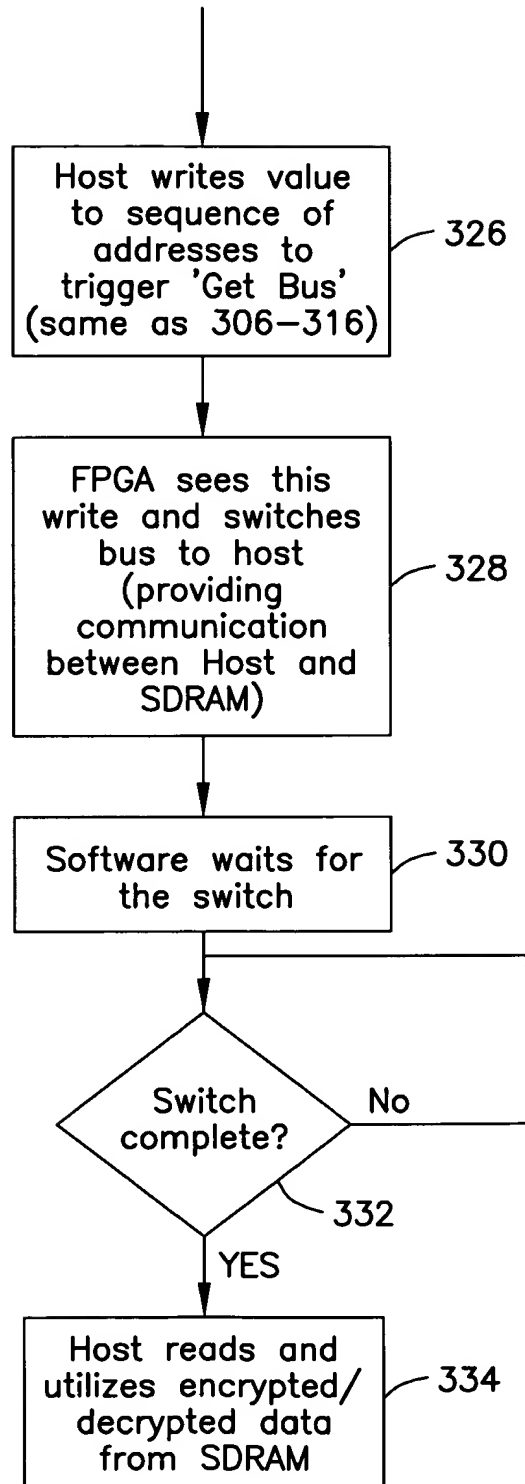 Host writes value
to sequence of
addresses to
trigger 'Get Bus'
(same as 306–316)
326
FPGA sees this
write and switches
bus to host
(providing
communication
between Host and
SDRAM)
328
Software waits for
the switch
330
Switch
complete?
No
332
YES
Host reads and
utilizes encrypted/
decrypted data
from SDRAM
334